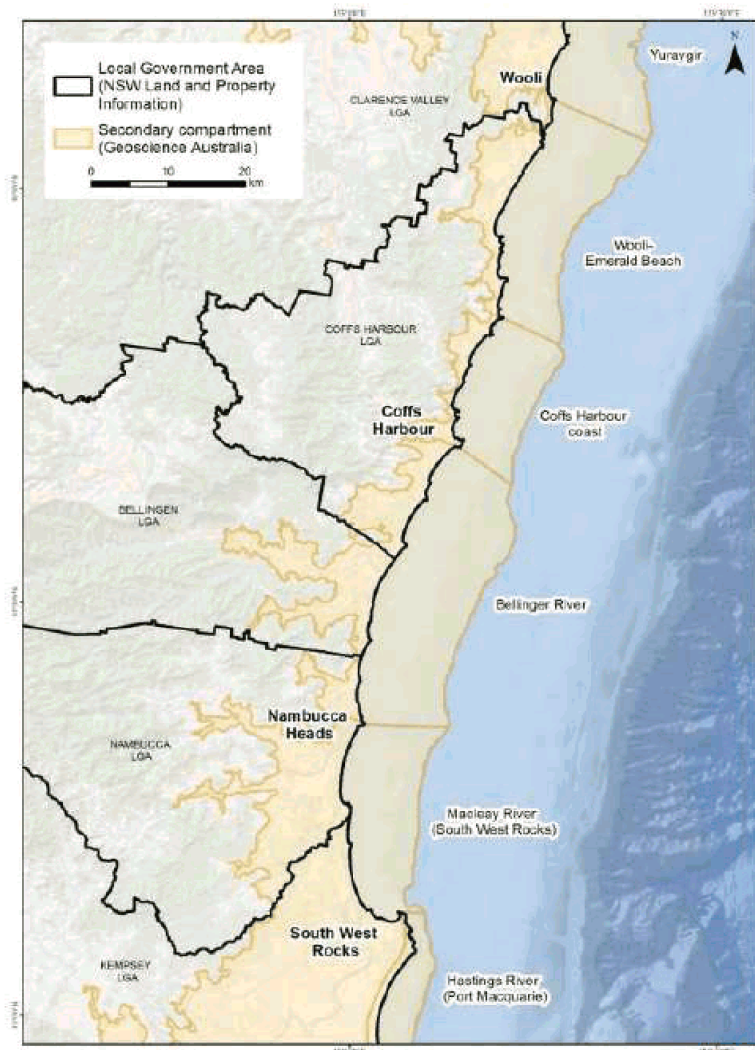 N
Local Government Area
(NSW Land and Property
Information)
Secondary compartment
(Geoscience Australia)
0 10 20
km
Yuraygir
Wooli
CLARENCE VALLEY
LGA
Wooli-
Emerald Beach
COFFS HARBOUR
LGA
Coffs
Harbour
Coffs Harbour
coast
BELLINGEN
LGA
Bellinger River
Nambucca
Heads
NAMBUCCA
LGA
Macleay River
(South West Rocks)
South West
Rocks
KEMPSEY
LGA
Hastings River
(Port Macquarie)